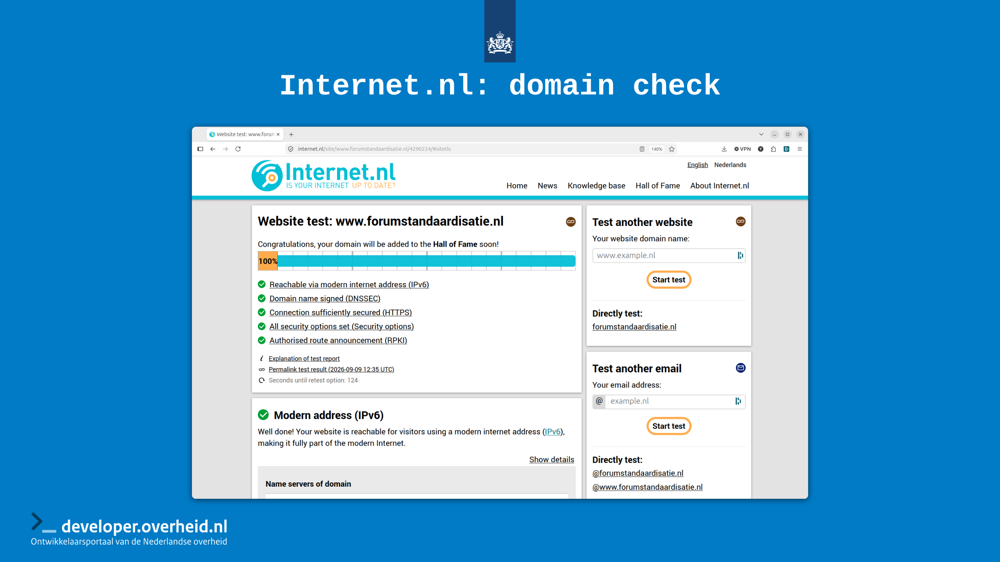 Internet.nl: domain check
Website test: www.forum
internet.nl/site/www.forumstandaardisatie.nl/4290224/#sitetls
140%
VPN
T
Internet.nl
IS YOUR INTERNET UP TO DATE?
English Nederlands
Home News Knowledge base Hall of Fame About Internet.nl
Website test: www.forumstandaardisatie.nl
Congratulations, your domain will be added to the Hall of Fame soon!
100%
Reachable via modern internet address (IPv6)
Domain name signed (DNSSEC)
Connection sufficiently secured (HTTPS)
All security options set (Security options)
Authorised route announcement (RPKI)
Explanation of test report
Permalink test result (2026-09-09 12:35 UTC)
Seconds until retest option: 124
Modern address (IPv6)
Well done! Your website is reachable for visitors using a modern internet address (IPv6),
making it fully part of the modern Internet.
Show details
Name servers of domain
Test another website
Your website domain name:
www.example.nl
Start test
Directly test:
forumstandaardisatie.nl
Test another email
Your email address:
@ example.nl
Start test
Directly test:
@forumstandaardisatie.nl
@www.forumstandaardisatie.nl
developer.overheid.nl
Ontwikkelaarsportaal van de Nederlandse overheid